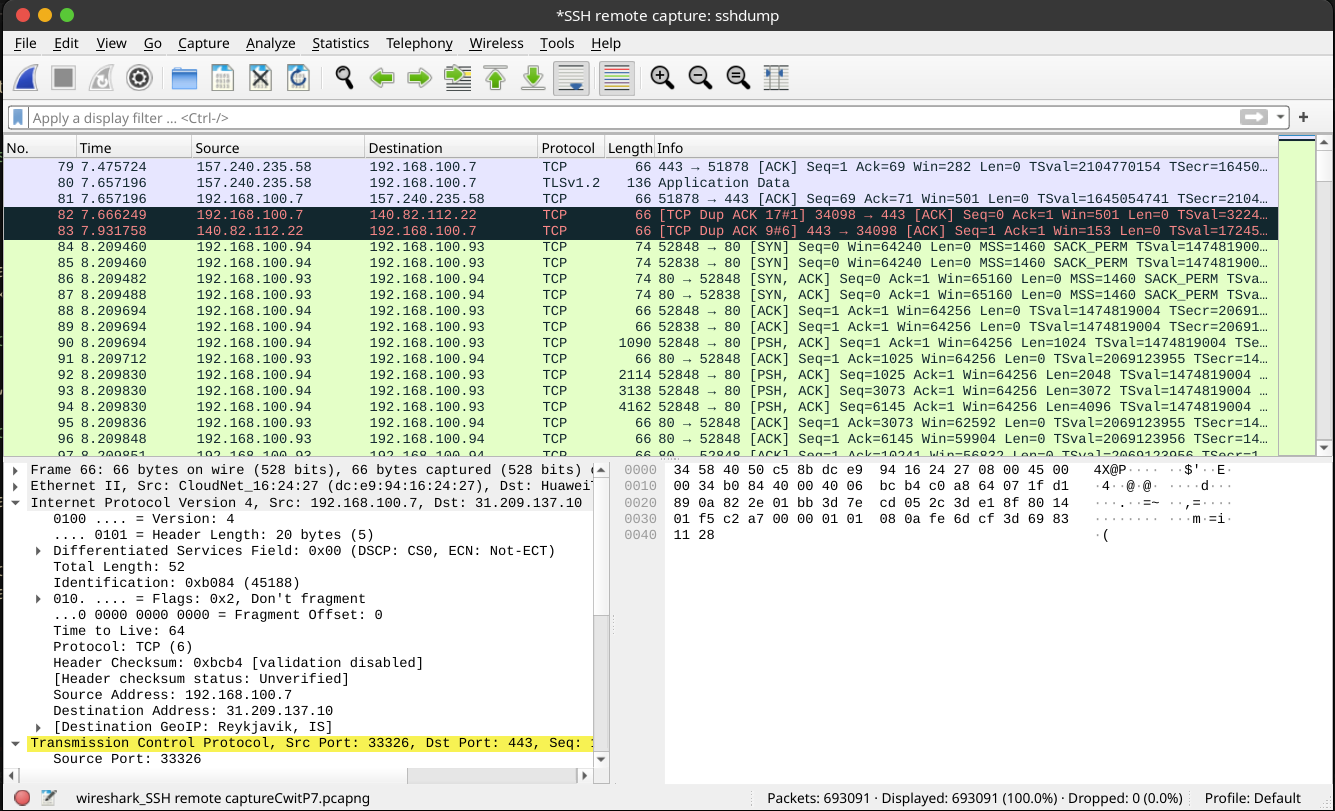 *SSH remote capture: sshdump
File Edit View Go Capture Analyze Statistics Telephony Wireless Tools Help
Apply a display filter … <Ctrl-/>
No. Time Source Destination Protocol Length Info
79 7.475724 157.240.235.58 192.168.100.7 TCP 66 443 → 51878 [ACK] Seq=1 Ack=69 Win=282 Len=0 TSval=2104770154 TSecr=16450…
80 7.657196 157.240.235.58 192.168.100.7 TLSv1.2 136 Application Data
81 7.657196 192.168.100.7 157.240.235.58 TCP 66 51878 → 443 [ACK] Seq=69 Ack=71 Win=501 Len=0 TSval=1645054741 TSecr=2104…
82 7.666249 192.168.100.7 140.82.112.22 TCP 66 [TCP Dup ACK 17#1] 34098 → 443 [ACK] Seq=0 Ack=1 Win=501 Len=0 TSval=3224…
83 7.931758 140.82.112.22 192.168.100.7 TCP 66 [TCP Dup ACK 9#6] 443 → 34098 [ACK] Seq=1 Ack=1 Win=153 Len=0 TSval=17245…
84 8.209460 192.168.100.94 192.168.100.93 TCP 74 52848 → 80 [SYN] Seq=0 Win=64240 Len=0 MSS=1460 SACK_PERM TSval=147481900…
85 8.209460 192.168.100.94 192.168.100.93 TCP 74 52838 → 80 [SYN] Seq=0 Win=64240 Len=0 MSS=1460 SACK_PERM TSval=147481900…
86 8.209482 192.168.100.93 192.168.100.94 TCP 74 80 → 52848 [SYN, ACK] Seq=0 Ack=1 Win=65160 Len=0 MSS=1460 SACK_PERM TSva…
87 8.209488 192.168.100.93 192.168.100.94 TCP 74 80 → 52838 [SYN, ACK] Seq=0 Ack=1 Win=65160 Len=0 MSS=1460 SACK_PERM TSva…
88 8.209694 192.168.100.94 192.168.100.93 TCP 66 52848 → 80 [ACK] Seq=1 Ack=1 Win=64256 Len=0 TSval=1474819004 TSecr=20691…
89 8.209694 192.168.100.94 192.168.100.93 TCP 66 52838 → 80 [ACK] Seq=1 Ack=1 Win=64256 Len=0 TSval=1474819004 TSecr=20691…
90 8.209694 192.168.100.94 192.168.100.93 TCP 1090 52848 → 80 [PSH, ACK] Seq=1 Ack=1 Win=64256 Len=1024 TSval=1474819004 TSe…
91 8.209712 192.168.100.93 192.168.100.94 TCP 66 80 → 52848 [ACK] Seq=1 Ack=1025 Win=64256 Len=0 TSval=2069123955 TSecr=14…
92 8.209830 192.168.100.94 192.168.100.93 TCP 2114 52848 → 80 [PSH, ACK] Seq=1025 Ack=1 Win=64256 Len=2048 TSval=1474819004 …
93 8.209830 192.168.100.94 192.168.100.93 TCP 3138 52848 → 80 [PSH, ACK] Seq=3073 Ack=1 Win=64256 Len=3072 TSval=1474819004 …
94 8.209830 192.168.100.94 192.168.100.93 TCP 4162 52848 → 80 [PSH, ACK] Seq=6145 Ack=1 Win=64256 Len=4096 TSval=1474819004 …
95 8.209836 192.168.100.93 192.168.100.94 TCP 66 80 → 52848 [ACK] Seq=1 Ack=3073 Win=62592 Len=0 TSval=2069123955 TSecr=14…
96 8.209848 192.168.100.93 192.168.100.94 TCP 66 80 → 52848 [ACK] Seq=1 Ack=6145 Win=59904 Len=0 TSval=2069123956 TSecr=14…
97 8.209851 192.168.100.93 192.168.100.94 TCP 66 80 → 52848 [ACK] Seq=1 Ack=10241 Win=56832 Len=0 TSval=2069123956 TSecr=1…
Frame 66: 66 bytes on wire (528 bits), 66 bytes captured (528 bits)
Ethernet II, Src: CloudNet_16:24:27 (dc:e9:94:16:24:27), Dst: Huawei
Internet Protocol Version 4, Src: 192.168.100.7, Dst: 31.209.137.10
0100 .... = Version: 4
.... 0101 = Header Length: 20 bytes (5)
Differentiated Services Field: 0x00 (DSCP: CS0, ECN: Not-ECT)
Total Length: 52
Identification: 0xb084 (45188)
010. .... = Flags: 0x2, Don't fragment
...0 0000 0000 0000 = Fragment Offset: 0
Time to Live: 64
Protocol: TCP (6)
Header Checksum: 0xbcb4 [validation disabled]
[Header checksum status: Unverified]
Source Address: 192.168.100.7
Destination Address: 31.209.137.10
[Destination GeoIP: Reykjavik, IS]
Transmission Control Protocol, Src Port: 33326, Dst Port: 443, Seq: 1
Source Port: 33326
0000 34 58 40 50 c5 8b dc e9 94 16 24 27 08 00 45 00 4X@P···· ··$'··E·
0010 00 34 b0 84 40 00 40 06 bc b4 c0 a8 64 07 1f d1 ·4··@·@· ····d···
0020 89 0a 82 2e 01 bb 3d 7e cd 05 2c 3d e1 8f 80 14 ···.··=~ ··,=····
0030 01 f5 c2 a7 00 00 01 01 08 0a fe 6d cf 3d 69 83 ········ ···m·=i·
0040 11 28 ·(
wireshark_SSH remote captureCwitP7.pcapng Packets: 693091 · Displayed: 693091 (100.0%) · Dropped: 0 (0.0%) Profile: Default